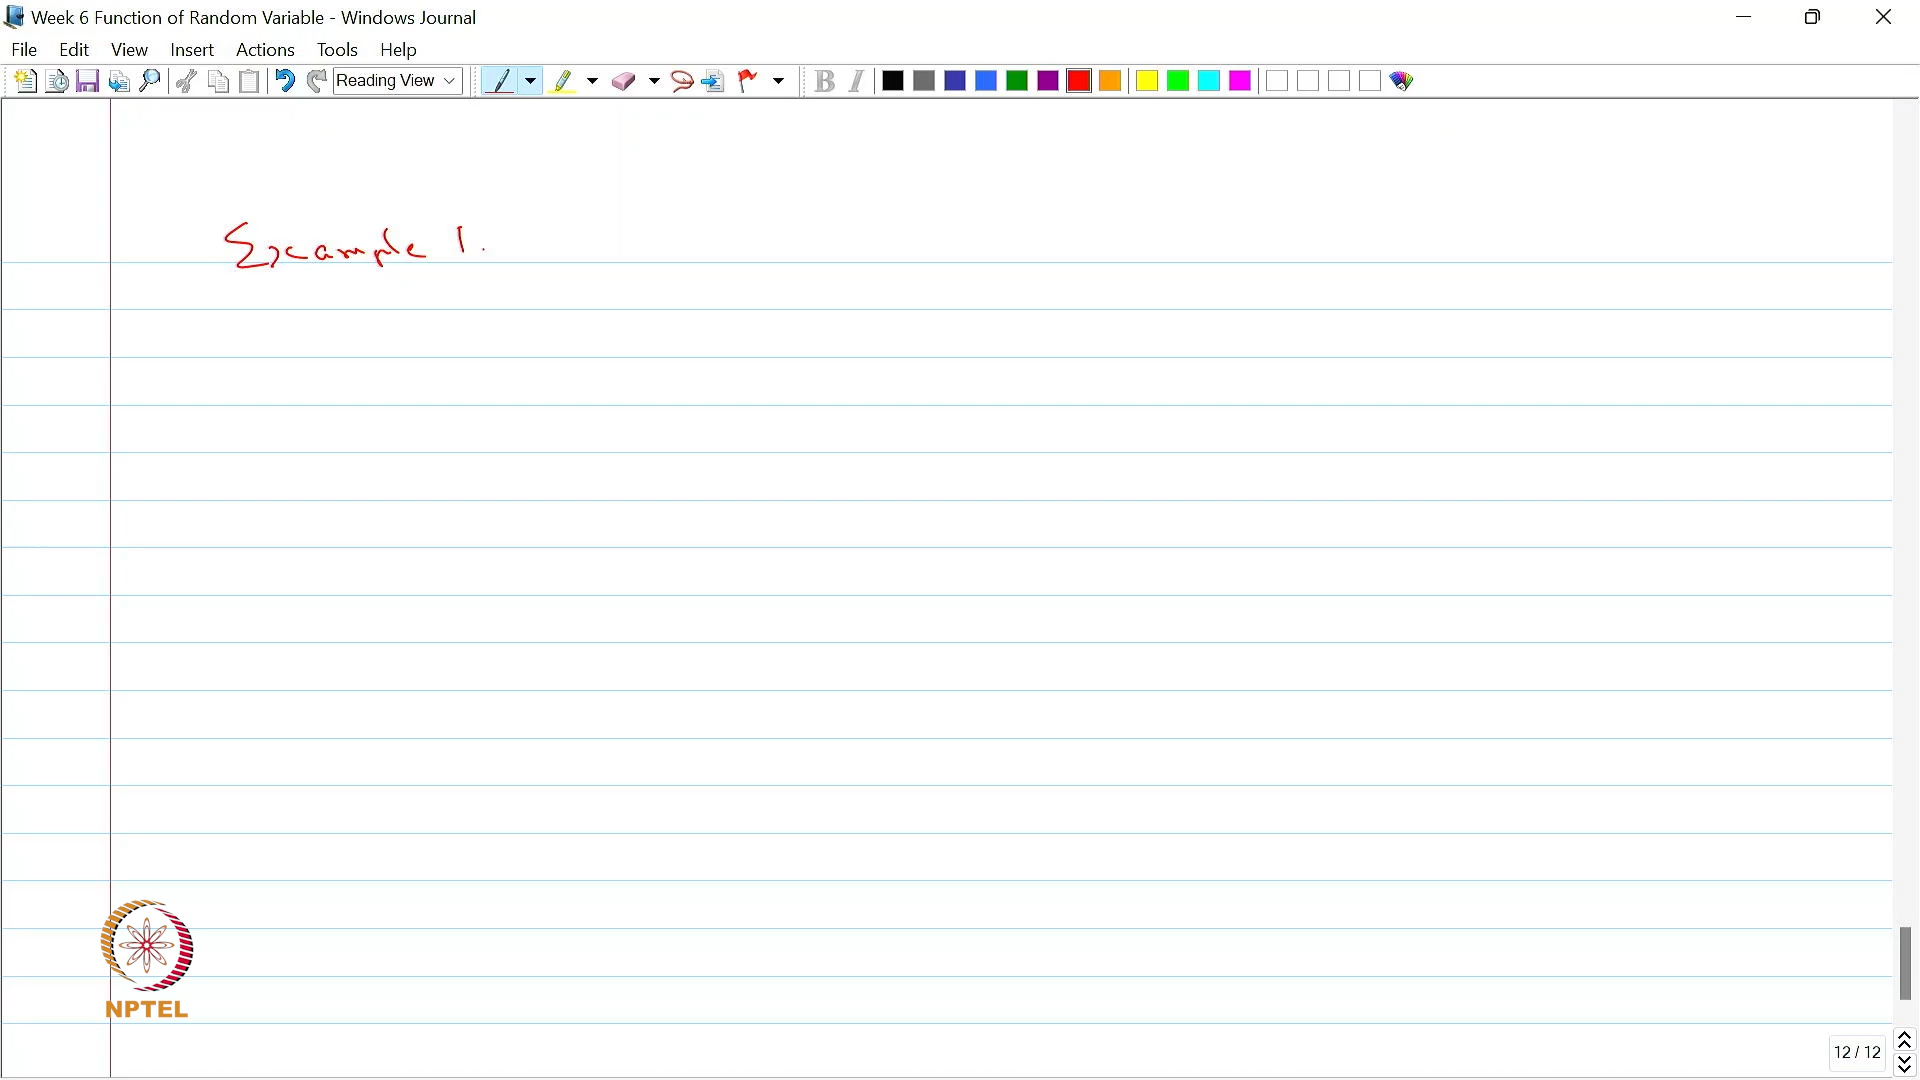 Week 6 Function of Random Variable - Windows Journal
File Edit View Insert Actions Tools Help
Reading View B I
Example 1.
NPTEL
12 / 12